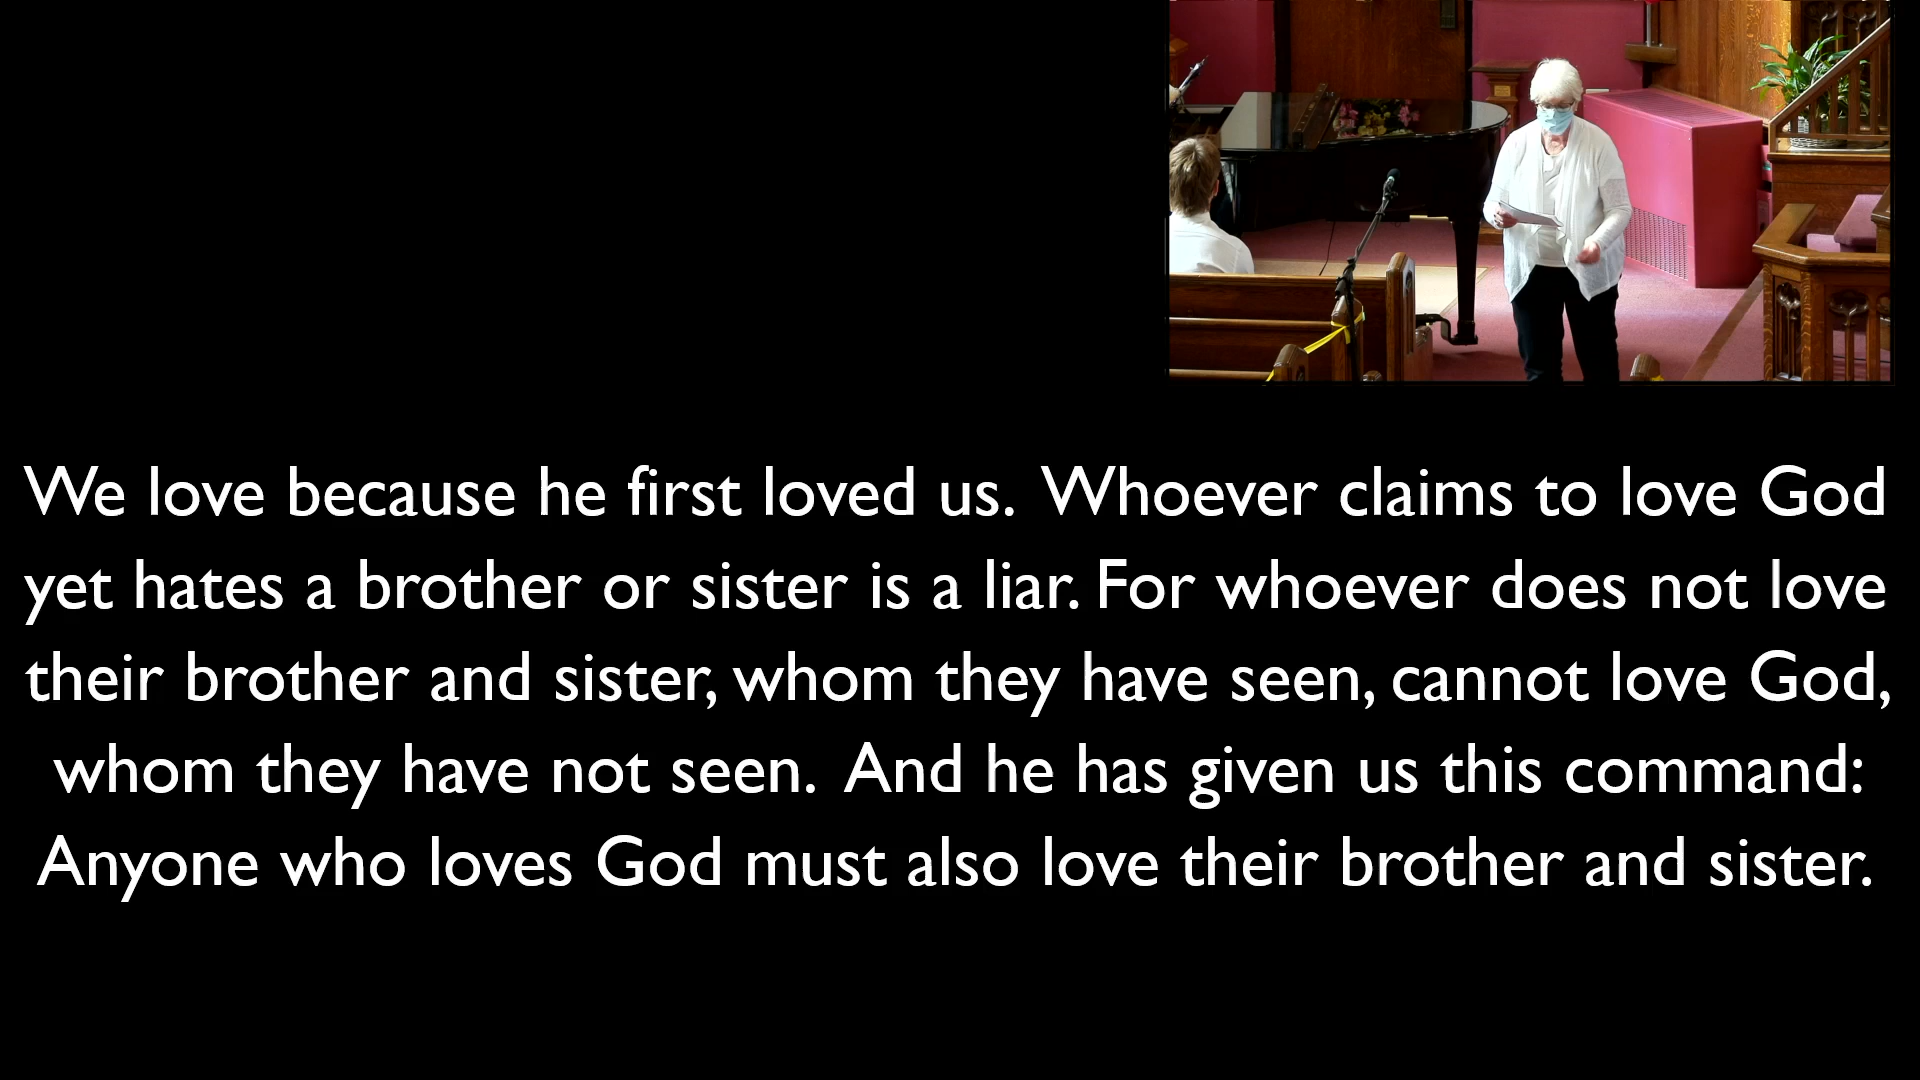 We love because he first loved us. Whoever claims to love God
yet hates a brother or sister is a liar. For whoever does not love
their brother and sister, whom they have seen, cannot love God,
whom they have not seen. And he has given us this command:
Anyone who loves God must also love their brother and sister.